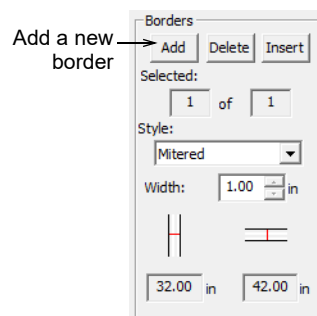 Borders
Add a new border
Add Delete Insert
Selected:
1 of 1
Style:
Mitered
Width: 1.00 in
32.00 in 42.00 in